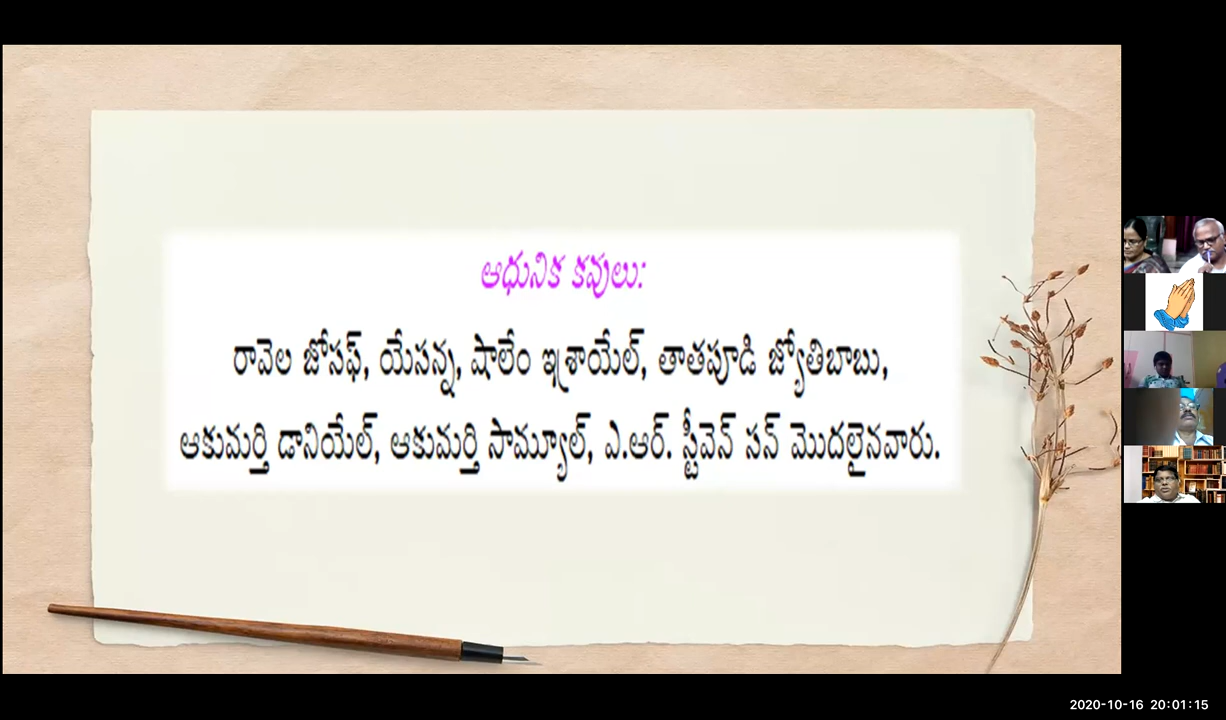 ఆధునిక కవులు:
రావెల జోసఫ్, యేసన్న, షాలేం ఇశ్రాయేల్, తాతపూడి జ్యోతిబాబు,
ఆకుమర్తి డానియేల్, ఆకుమర్తి సామ్యూల్, ఎ.ఆర్. స్టీవెన్ సన్ మొదలైనవారు.
2020-10-16 20:01:15